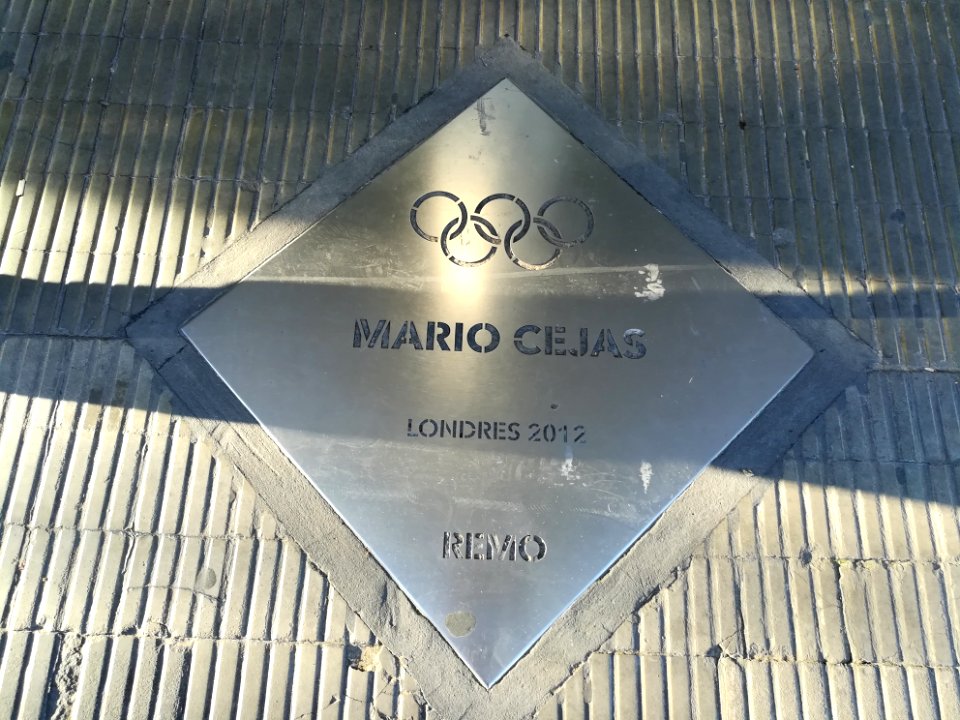 MARIO CEJAS
LONDRES 2012
REMO